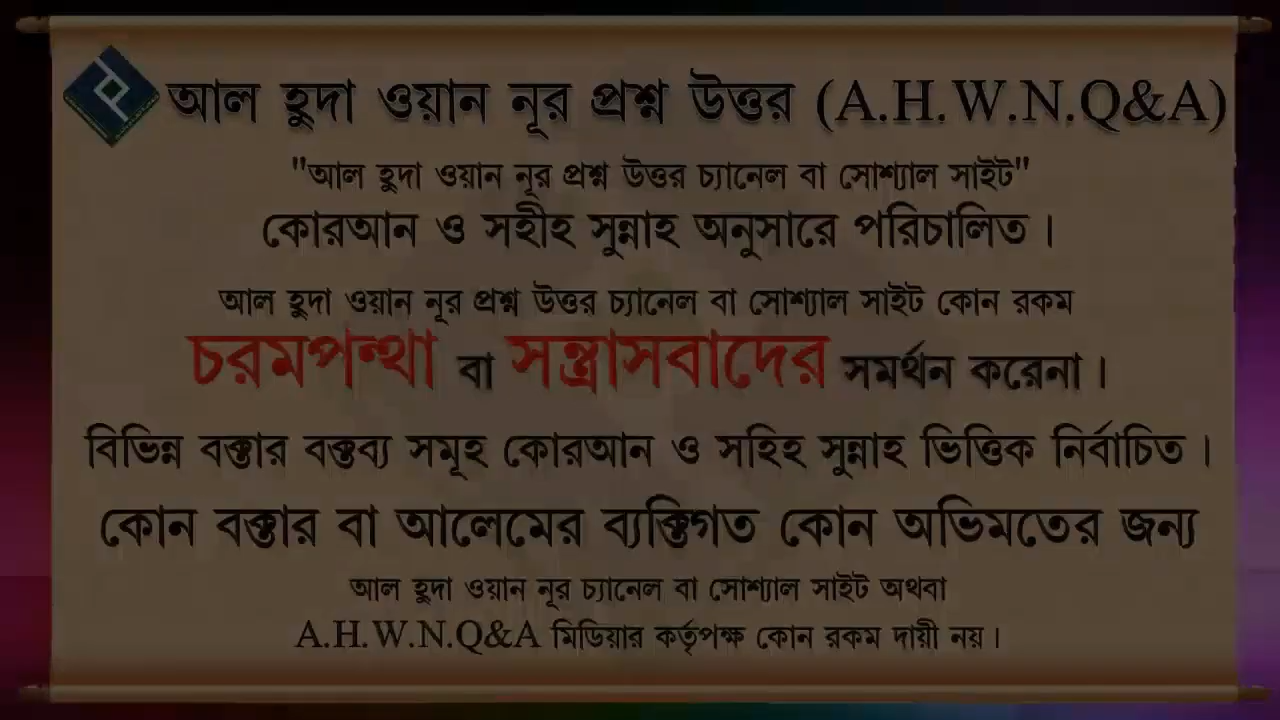 আল হুদা ওয়ান নূর প্রশ্ন উত্তর (A.H.W.N.Q&A)
"আল হুদা ওয়ান নূর প্রশ্ন উত্তর চ্যানেল বা সোশ্যাল সাইট"
কোরআন ও সহীহ সুন্নাহ অনুসারে পরিচালিত।
আল হুদা ওয়ান নূর প্রশ্ন উত্তর চ্যানেল বা সোশ্যাল সাইট কোন রকম
চরমপন্থা বা সন্ত্রাসবাদের সমর্থন করেনা।
বিভিন্ন বক্তার বক্তব্য সমূহ কোরআন ও সহিহ সুন্নাহ ভিত্তিক নির্বাচিত।
কোন বক্তার বা আলেমের ব্যক্তিগত কোন অভিমতের জন্য
আল হুদা ওয়ান নূর চ্যানেল বা সোশ্যাল সাইট অথবা
A.H.W.N.Q&A মিডিয়ার কর্তৃপক্ষ কোন রকম দায়ী নয়।